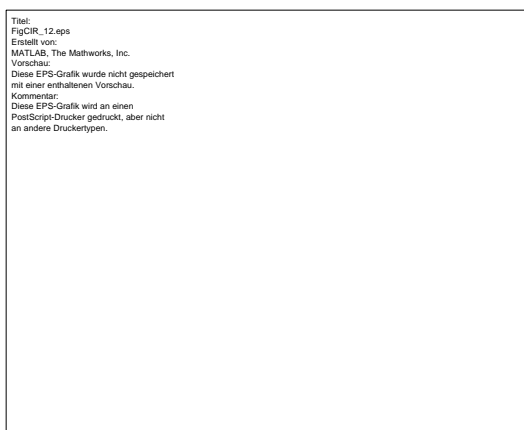 Titel:
FigCIR_12.eps
Erstellt von:
MATLAB, The Mathworks, Inc.
Vorschau:
Diese EPS-Grafik wurde nicht gespeichert
mit einer enthaltenen Vorschau.
Kommentar:
Diese EPS-Grafik wird an einen
PostScript-Drucker gedruckt, aber nicht
an andere Druckertypen.